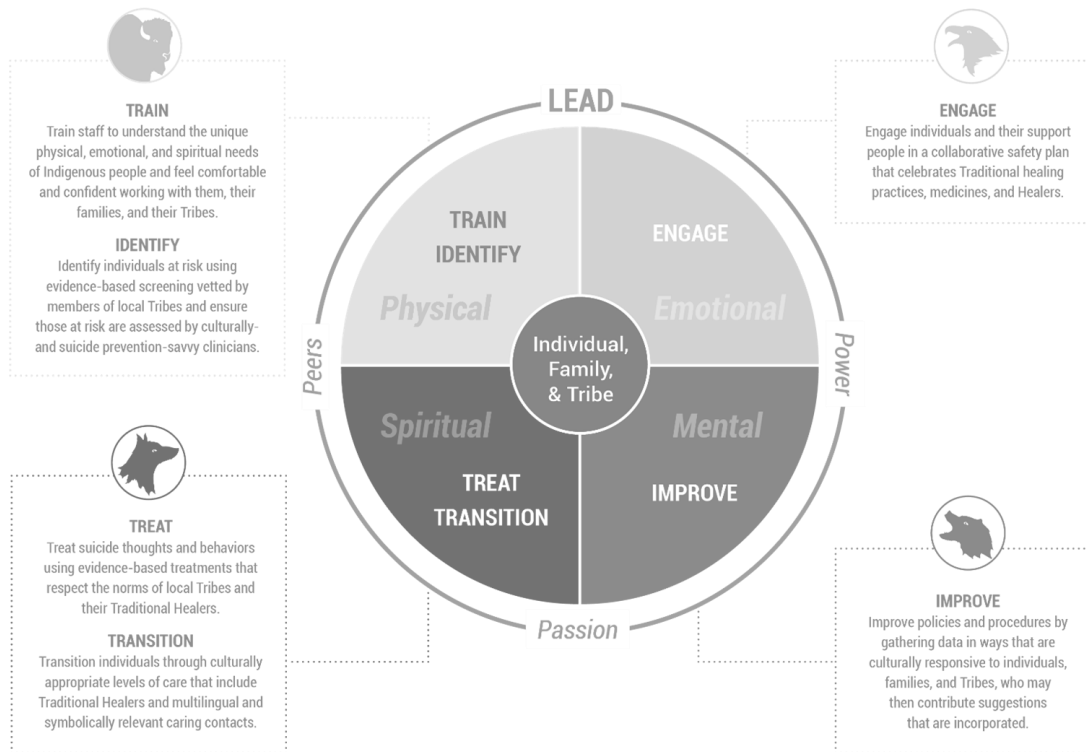 TRAIN
Train staff to understand the unique
physical, emotional, and spiritual needs
of Indigenous people and feel comfortable
and confident working with them, their
families, and their Tribes.
IDENTIFY
Identify individuals at risk using
evidence-based screening vetted by
members of local Tribes and ensure
those at risk are assessed by culturally-
and suicide prevention-savvy clinicians.
LEAD
TRAIN
IDENTIFY
Physical
ENGAGE
Emotional
Individual,
Family,
& Tribe
Peers
Power
Spiritual
TREAT
TRANSITION
Mental
IMPROVE
Passion
ENGAGE
Engage individuals and their support
people in a collaborative safety plan
that celebrates Traditional healing
practices, medicines, and Healers.
TREAT
Treat suicide thoughts and behaviors
using evidence-based treatments that
respect the norms of local Tribes and
their Traditional Healers.
TRANSITION
Transition individuals through culturally
appropriate levels of care that include
Traditional Healers and multilingual and
symbolically relevant caring contacts.
IMPROVE
Improve policies and procedures by
gathering data in ways that are
culturally responsive to individuals,
families, and Tribes, who may
then contribute suggestions
that are incorporated.